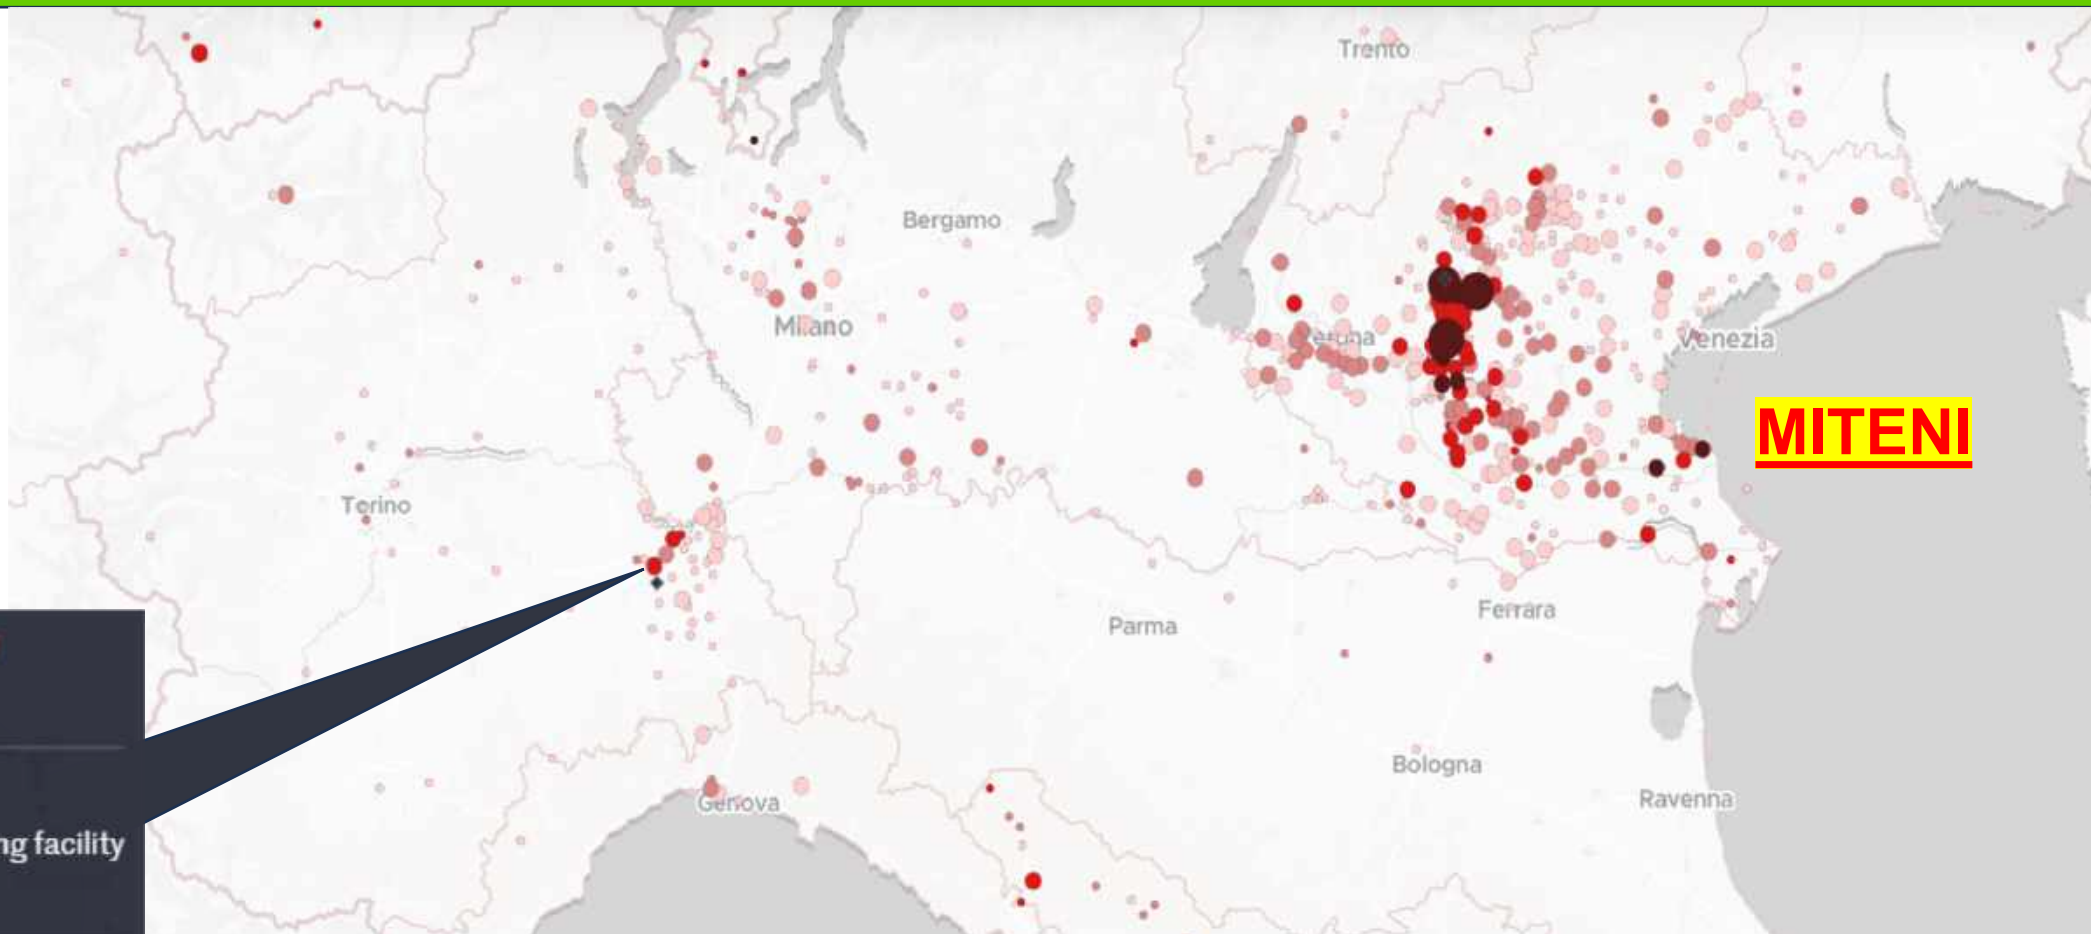 Trento
Bergamo
Milano
Venezia
MITENI
Torino
Ferrara
Parma
Bologna
Ravenna
Genova
ng facility